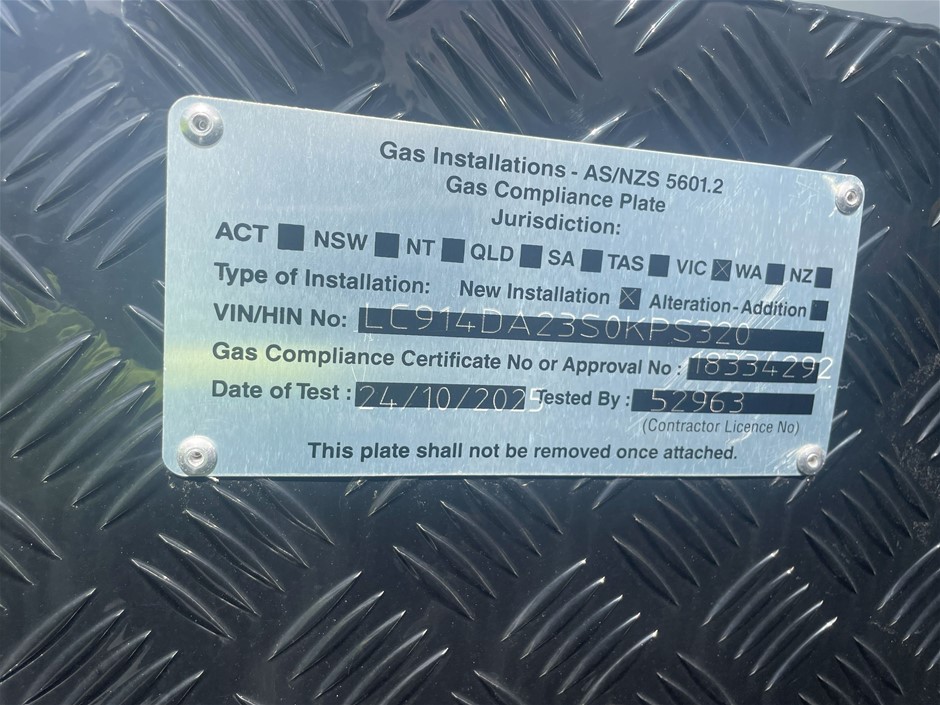 Gas Installations - AS/NZS 5601.2
Gas Compliance Plate
Jurisdiction:
ACT ■ NSW ■ NT ■ QLD ■ SA ■ TAS ■ VIC ☒ WA ■ NZ ■
Type of Installation: New Installation ☒ Alteration-Addition ■
VIN/HIN No: LC914DA23S0KPS320
Gas Compliance Certificate No or Approval No : 18334292
Date of Test : 24/10/2025 Tested By : 52963
(Contractor Licence No)
This plate shall not be removed once attached.